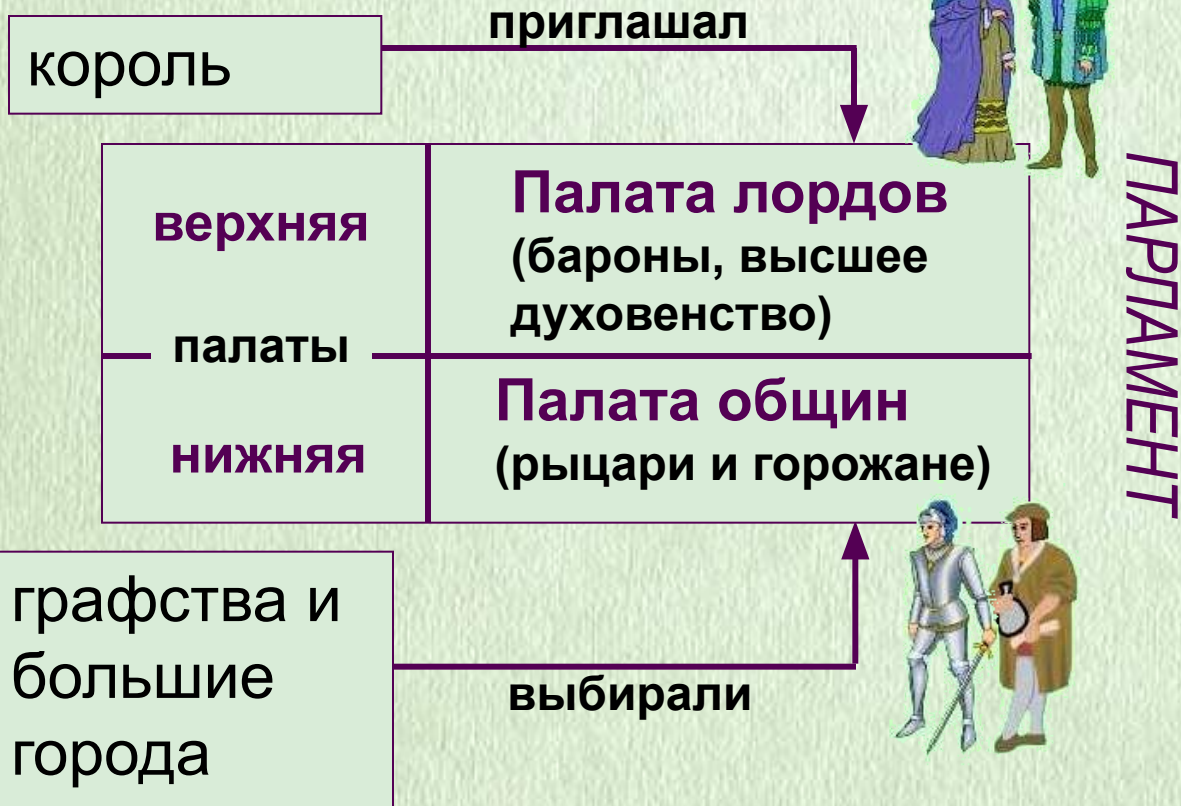 приглашал
король
верхняя
палаты
нижняя
Палата лордов
(бароны, высшее
духовенство)
Палата общин
(рыцари и горожане)
ПАРЛАМЕНТ
графства и
большие
города
выбирали